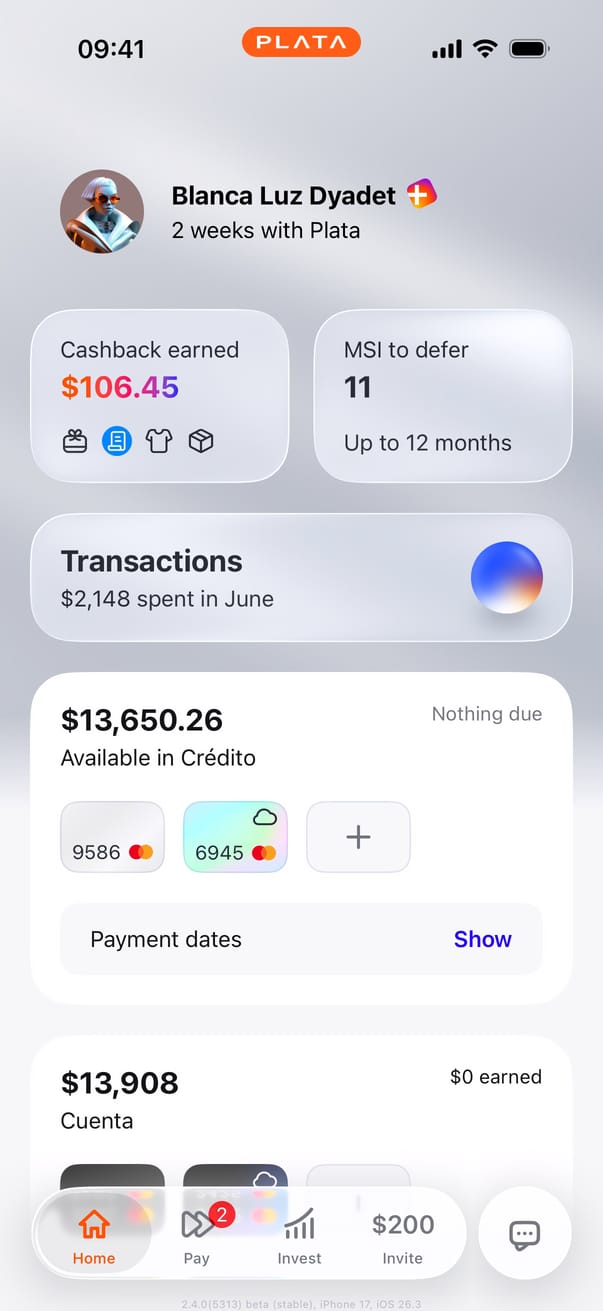 09:41
PLATA
Blanca Luz Dyadet
2 weeks with Plata
Cashback earned
$106.45
MSI to defer
11
Up to 12 months
Transactions
$2,148 spent in June
$13,650.26
Nothing due
Available in Crédito
9586
6945
Payment dates
Show
$13,908
$0 earned
Cuenta
2
$200
Home
Pay
Invest
Invite
2.4.0(5313) beta (stable), iPhone 17, iOS 26.3